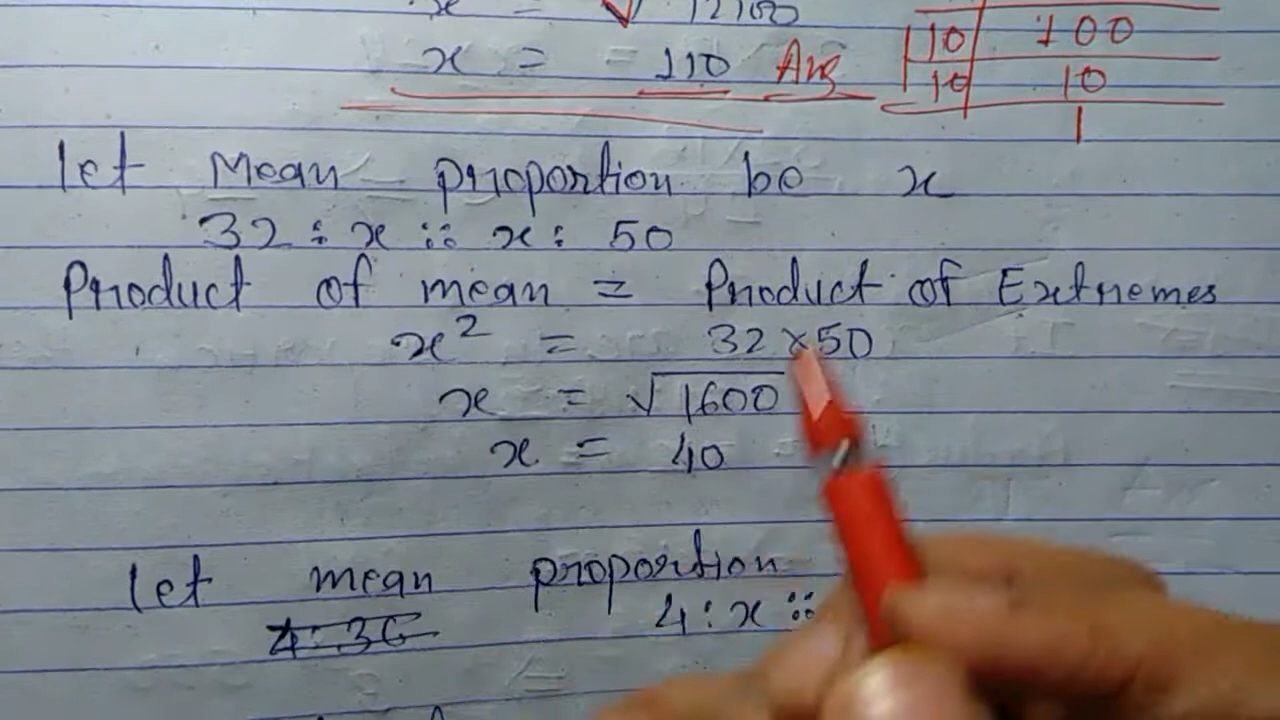 x = √12100
x = 110 Ans
10 100
10 10
1
let Mean proportion be x
32 : x :: x : 50
Product of mean = Product of Extremes
x² = 32 × 50
x = √1600
x = 40
let mean proportion
4 : 36 4 : x ::